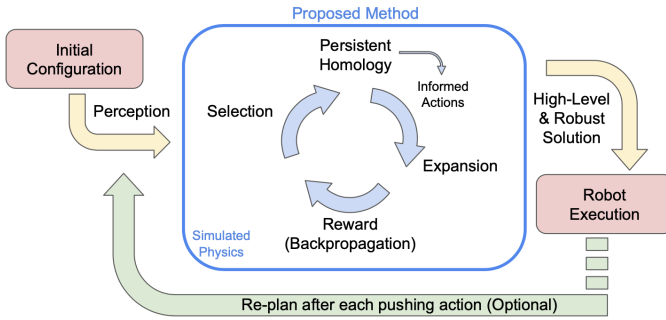 Proposed Method
Initial
Configuration
Perception
Persistent
Homology
Informed
Actions
Selection
Expansion
Reward
(Backpropagation)
Simulated
Physics
High-Level
& Robust
Solution
Robot
Execution
Re-plan after each pushing action (Optional)